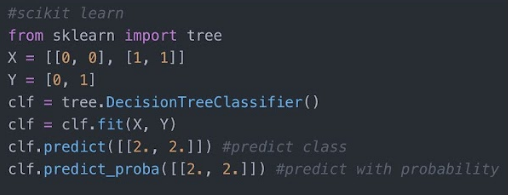 #scikit learn
from sklearn import tree
X = [[0, 0], [1, 1]]
Y = [0, 1]
clf = tree.DecisionTreeClassifier()
clf = clf.fit(X, Y)
clf.predict([[2., 2.]]) #predict class
clf.predict_proba([[2., 2.]]) #predict with probability